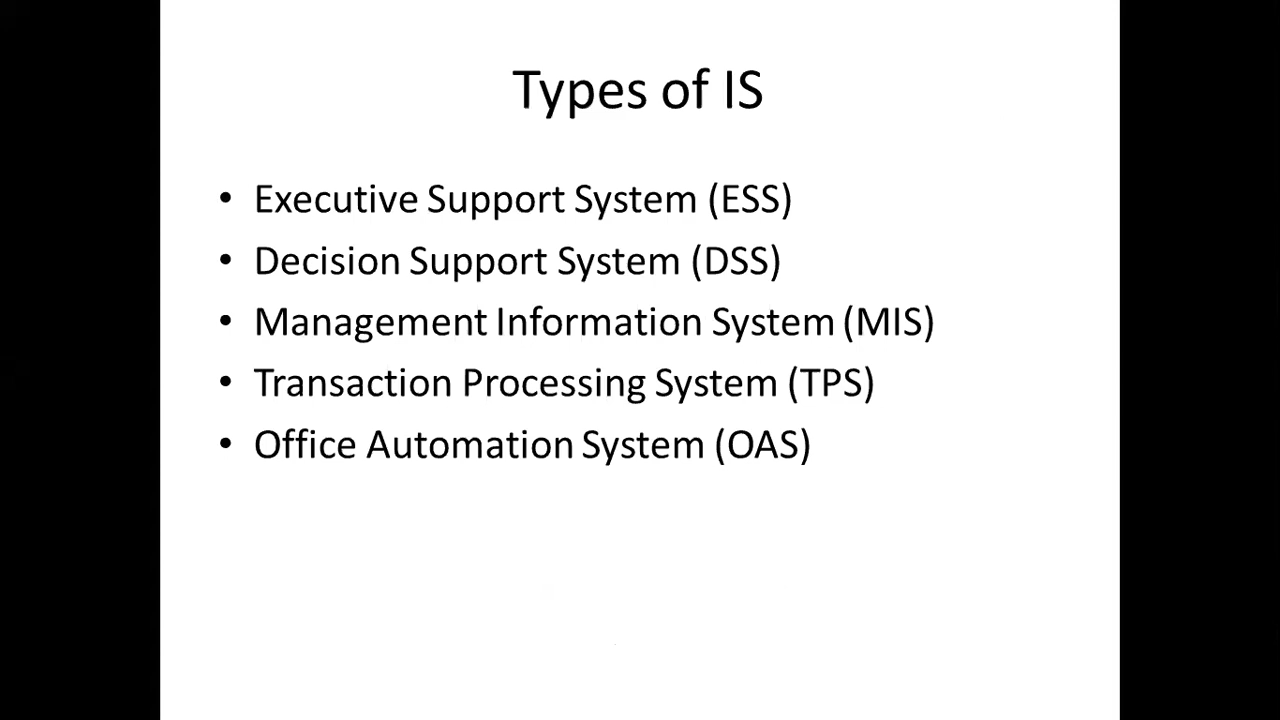 Types of IS
• Executive Support System (ESS)
• Decision Support System (DSS)
• Management Information System (MIS)
• Transaction Processing System (TPS)
• Office Automation System (OAS)